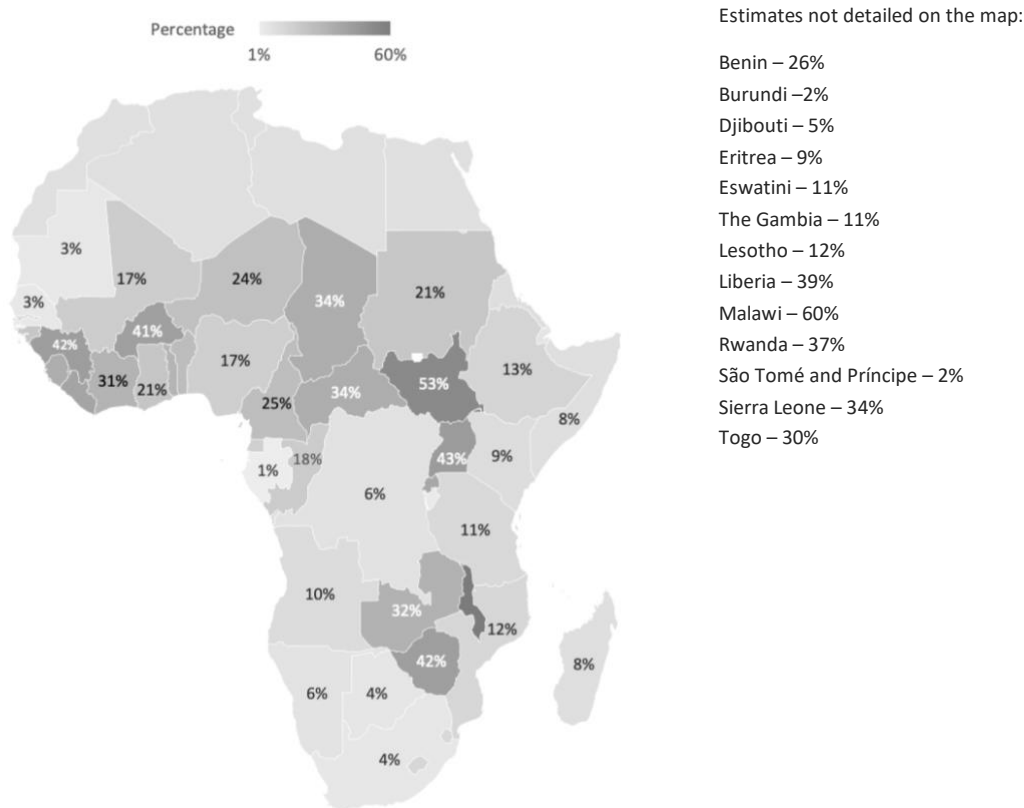 Percentage
1% 60%
3%
17%
24%
34%
21%
3%
42%
41%
31%
21%
17%
25%
34%
53%
13%
8%
1%
18%
6%
43%
9%
11%
10%
32%
12%
42%
6%
4%
8%
4%
Estimates not detailed on the map:
Benin – 26%
Burundi –2%
Djibouti – 5%
Eritrea – 9%
Eswatini – 11%
The Gambia – 11%
Lesotho – 12%
Liberia – 39%
Malawi – 60%
Rwanda – 37%
São Tomé and Príncipe – 2%
Sierra Leone – 34%
Togo – 30%